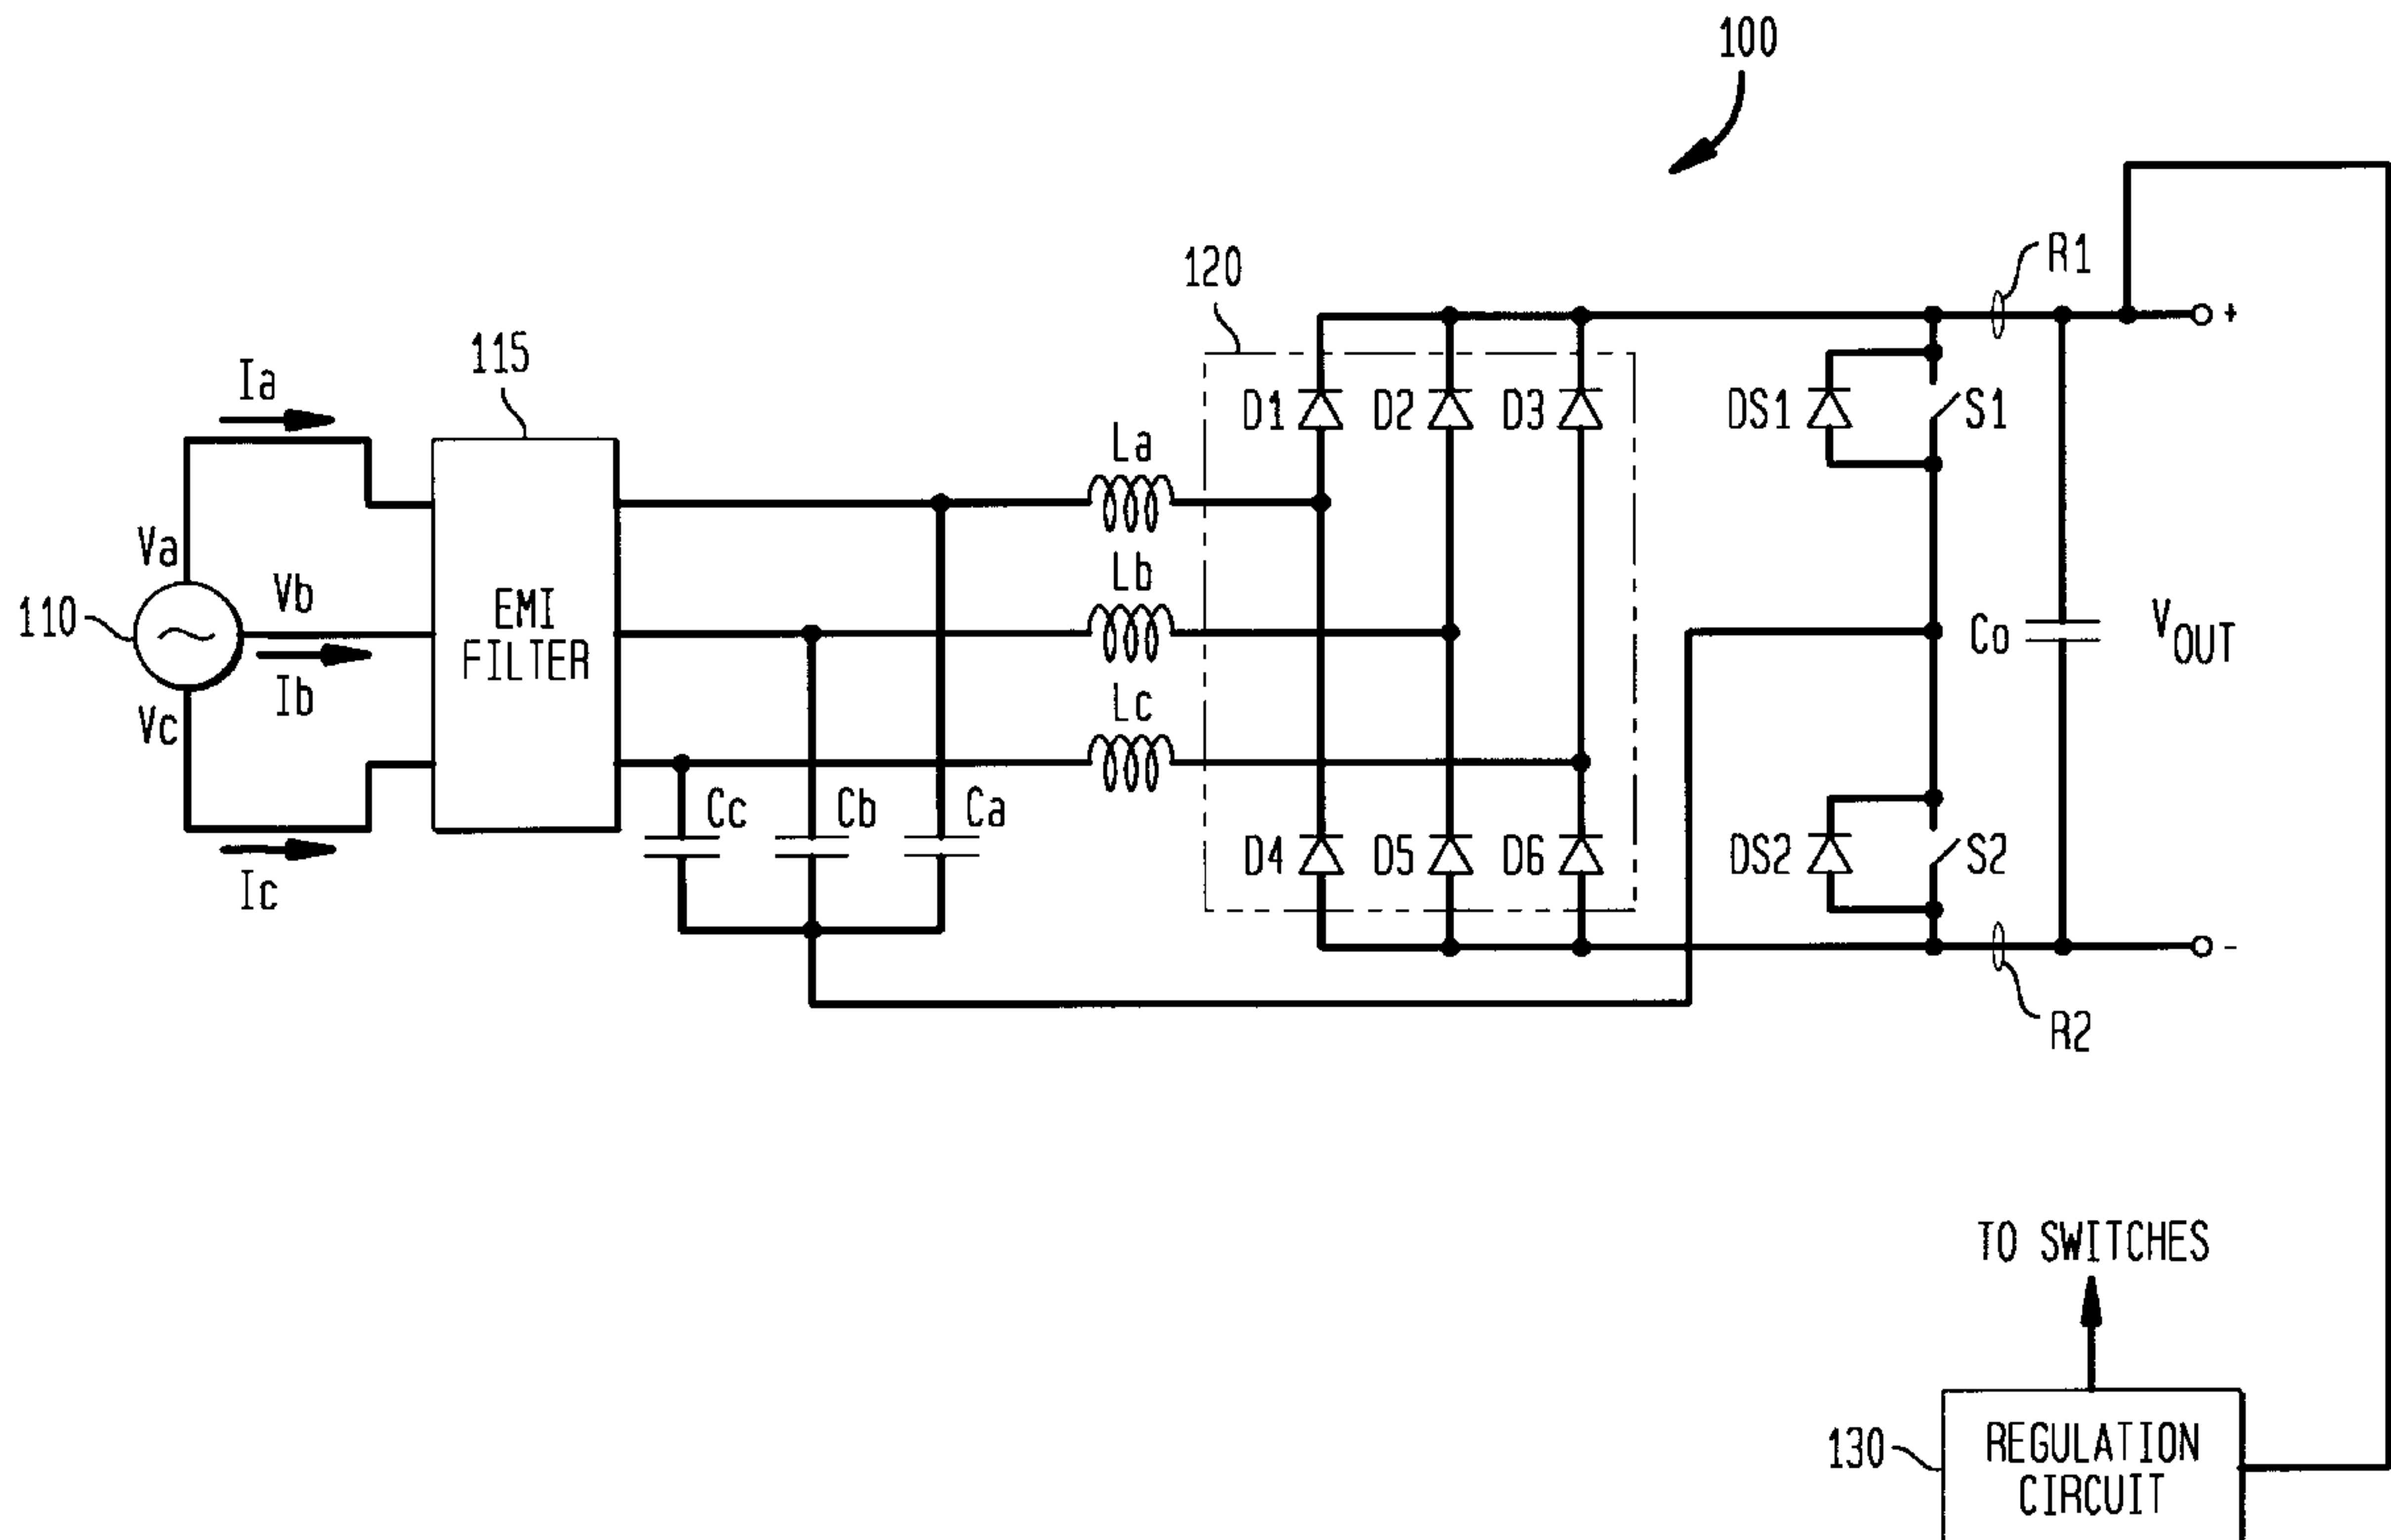 100
R1
+
120
115
Ia
D1
D2
D3
DS1
S1
La
Va
Lb
Vb
110
EMI
FILTER
Co
VOUT
Ib
Lc
Vc
Cc
Cb
Ca
D4
D5
D6
DS2
S2
Ic
-
R2
TO SWITCHES
130
REGULATION
CIRCUIT